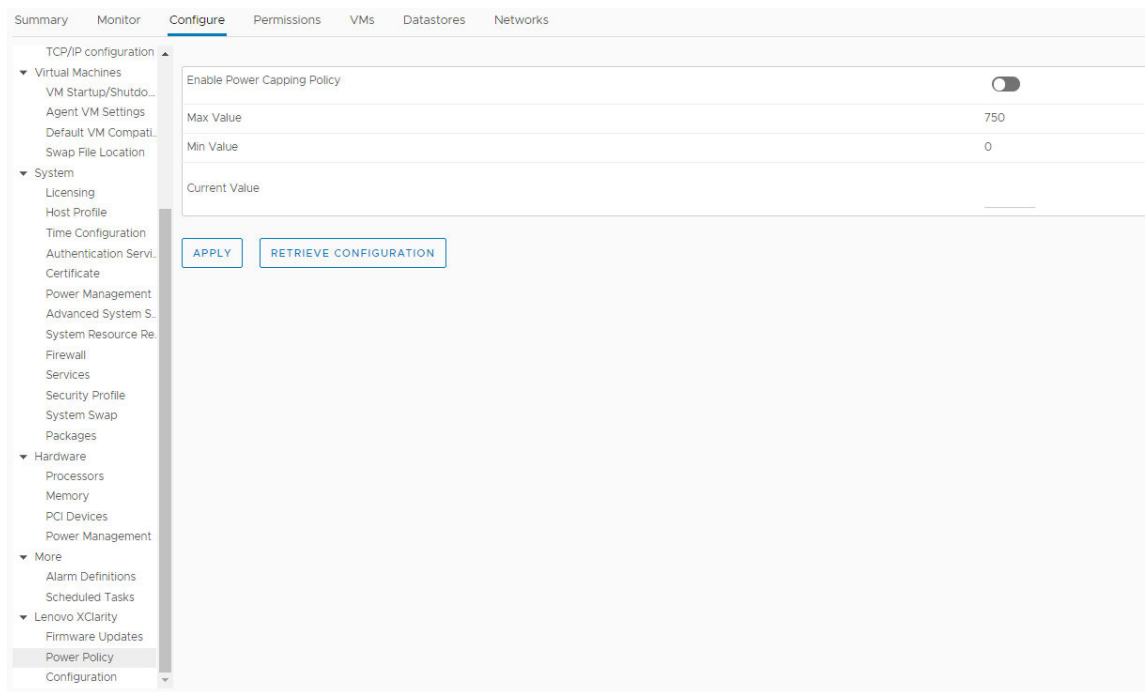 Summary Monitor Configure Permissions VMs Datastores Networks
TCP/IP configuration
Virtual Machines
VM Startup/Shutdo...
Agent VM Settings
Default VM Compati..
Swap File Location
System
Licensing
Host Profile
Time Configuration
Authentication Servi..
Certificate
Power Management
Advanced System S..
System Resource Re.
Firewall
Services
Security Profile
System Swap
Packages
Hardware
Processors
Memory
PCI Devices
Power Management
More
Alarm Definitions
Scheduled Tasks
Lenovo XClarity
Firmware Updates
Power Policy
Configuration
Enable Power Capping Policy
Max Value 750
Min Value 0
Current Value
APPLY RETRIEVE CONFIGURATION